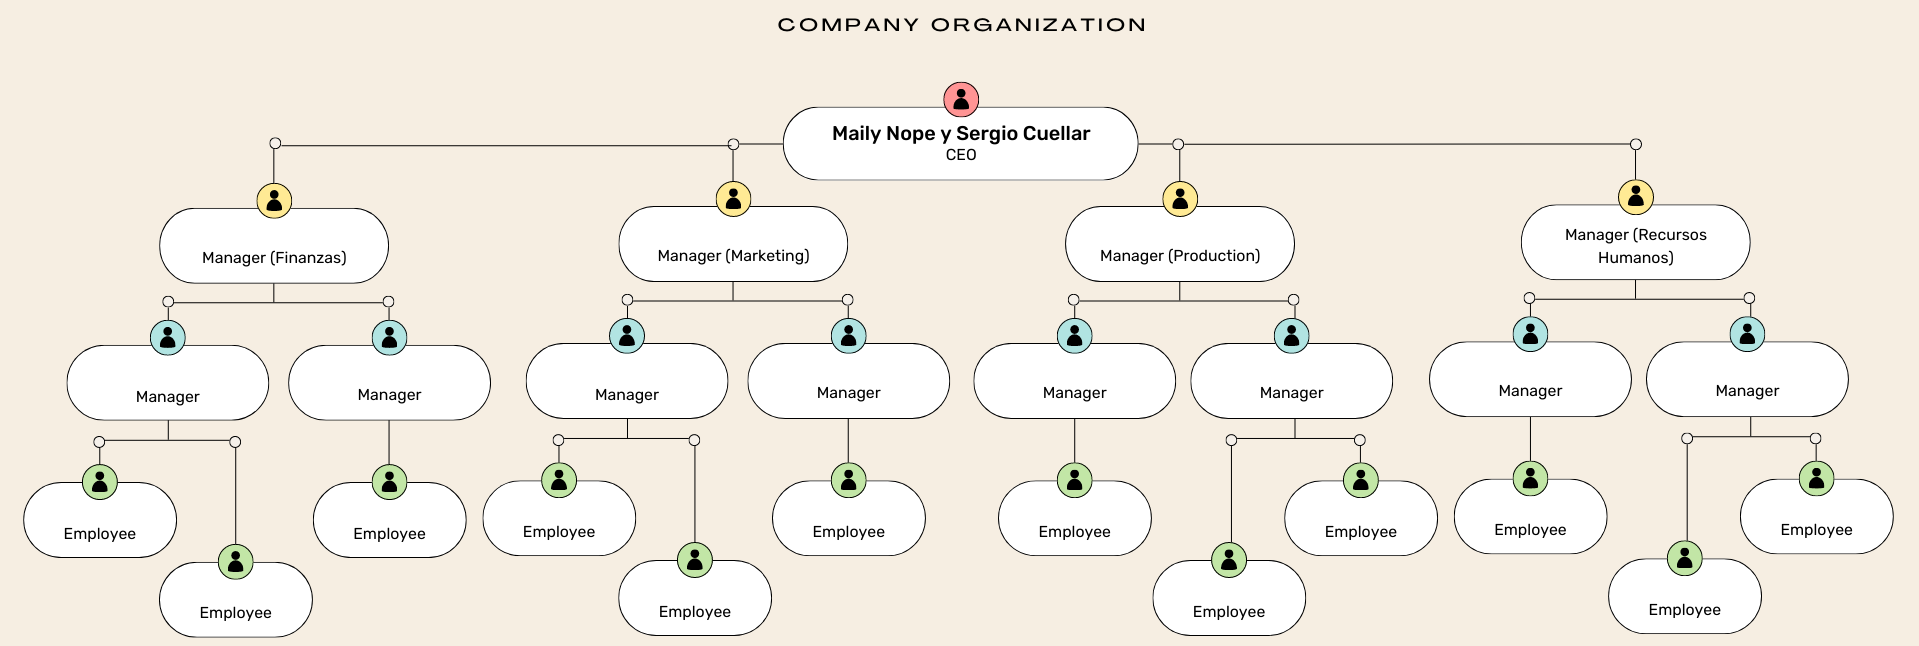 COMPANY ORGANIZATION
Maily Nope y Sergio Cuellar
CEO
Manager (Finanzas)
Manager (Marketing)
Manager (Production)
Manager (Recursos
Humanos)
Manager
Manager
Manager
Manager
Manager
Manager
Manager
Manager
Employee
Employee
Employee
Employee
Employee
Employee
Employee
Employee
Employee
Employee
Employee
Employee